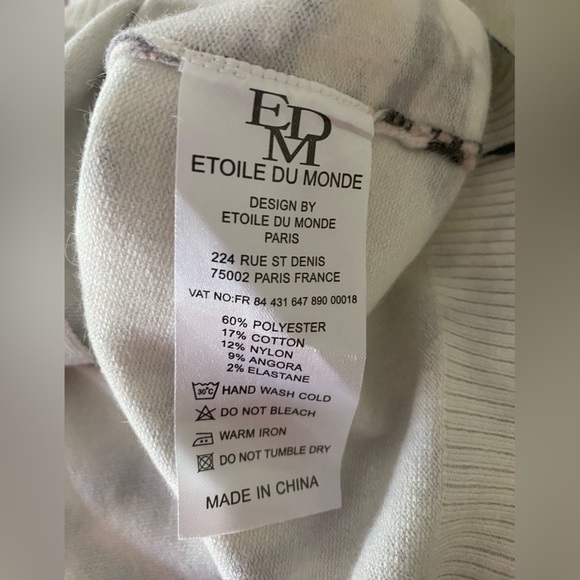 EDM
ETOILE DU MONDE
DESIGN BY
ETOILE DU MONDE
PARIS
224 RUE ST DENIS
75002 PARIS FRANCE
VAT NO:FR 84 431 647 890 00018
60% POLYESTER
17% COTTON
12% NYLON
9% ANGORA
2% ELASTANE
30°C HAND WASH COLD
DO NOT BLEACH
WARM IRON
DO NOT TUMBLE DRY
MADE IN CHINA